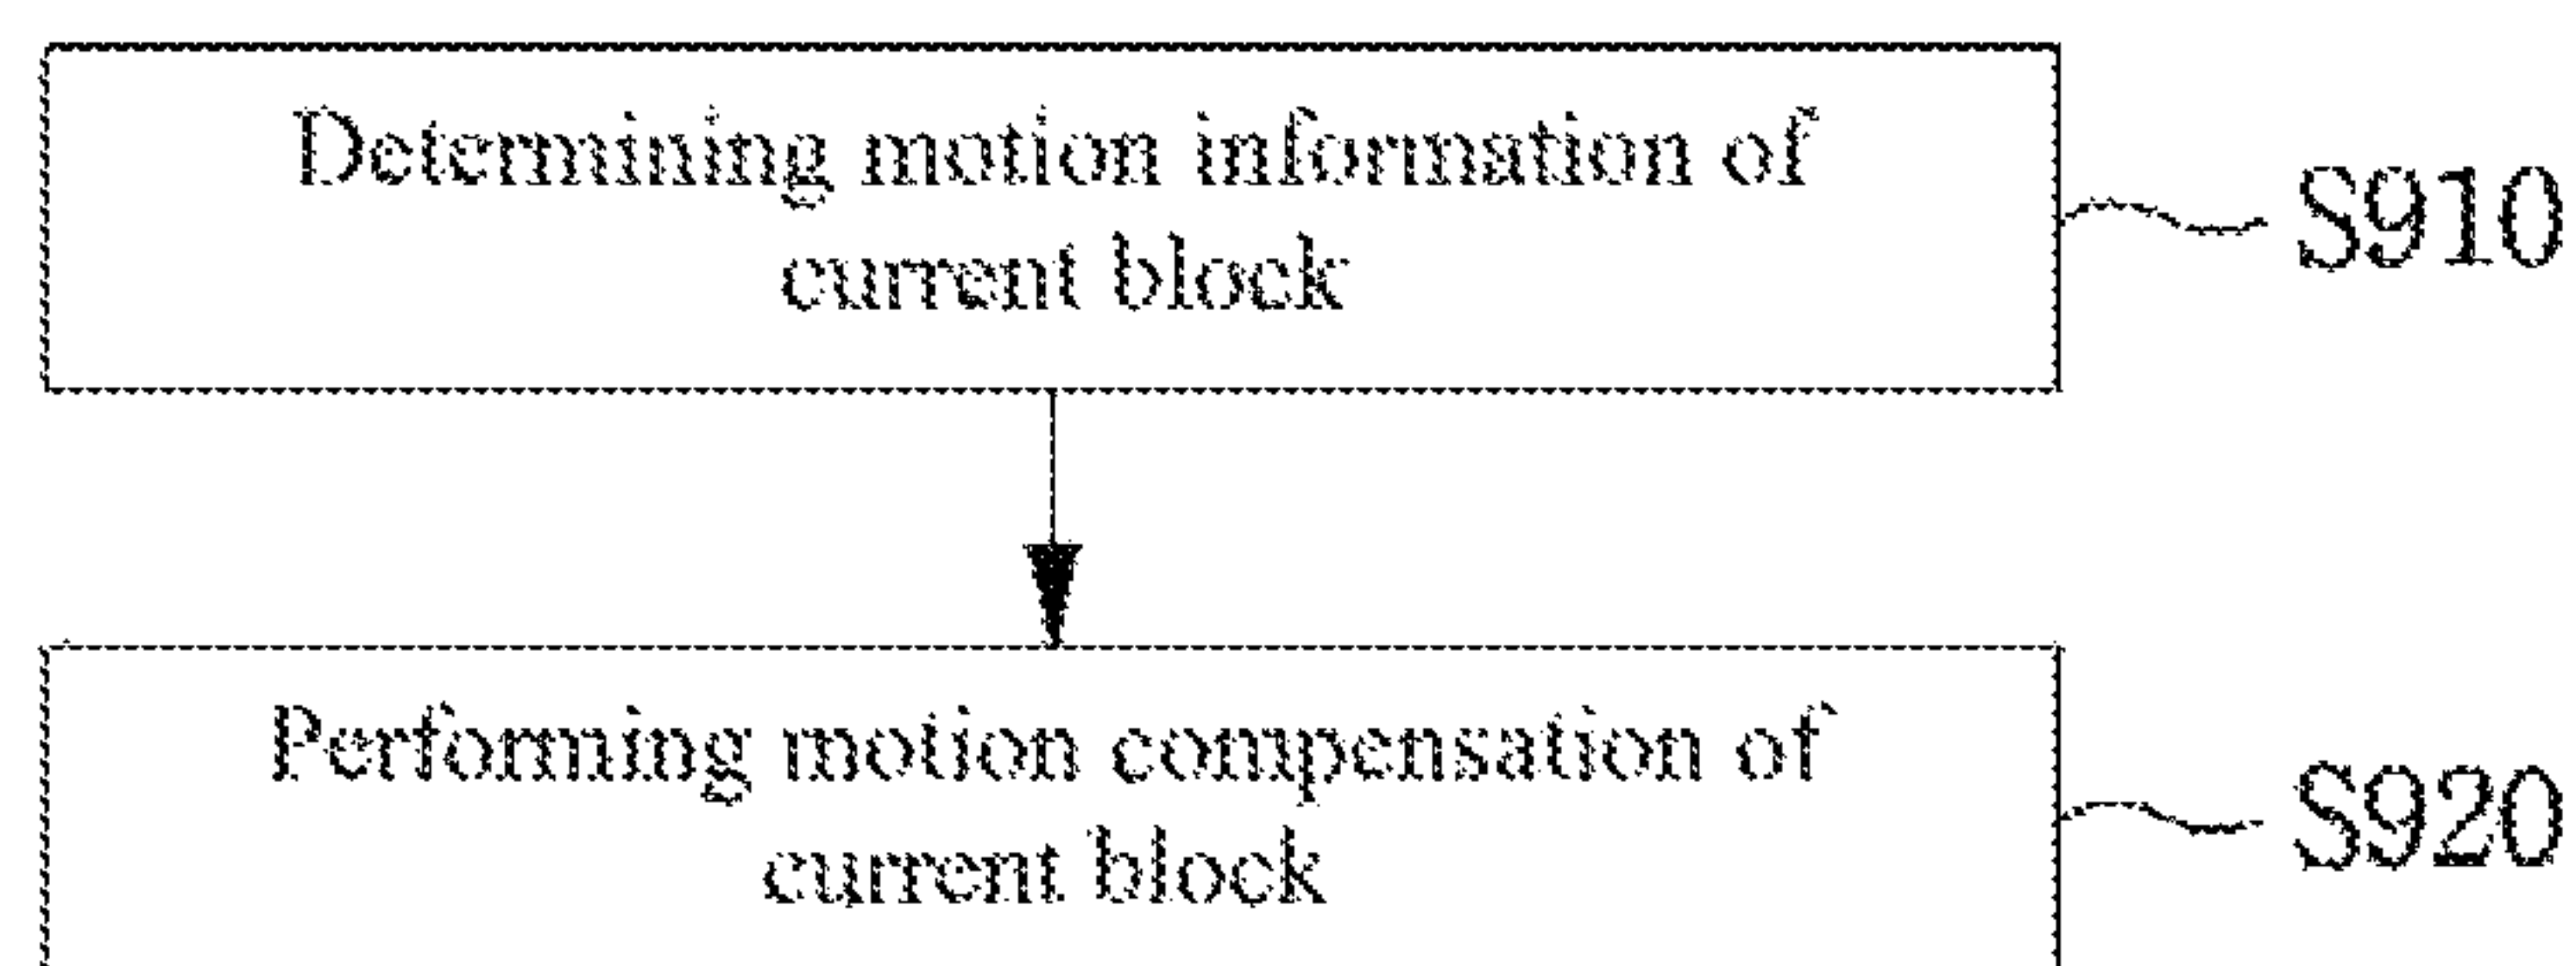 Determining motion information of
current block
S910
Performing motion compensation of
current block
S920